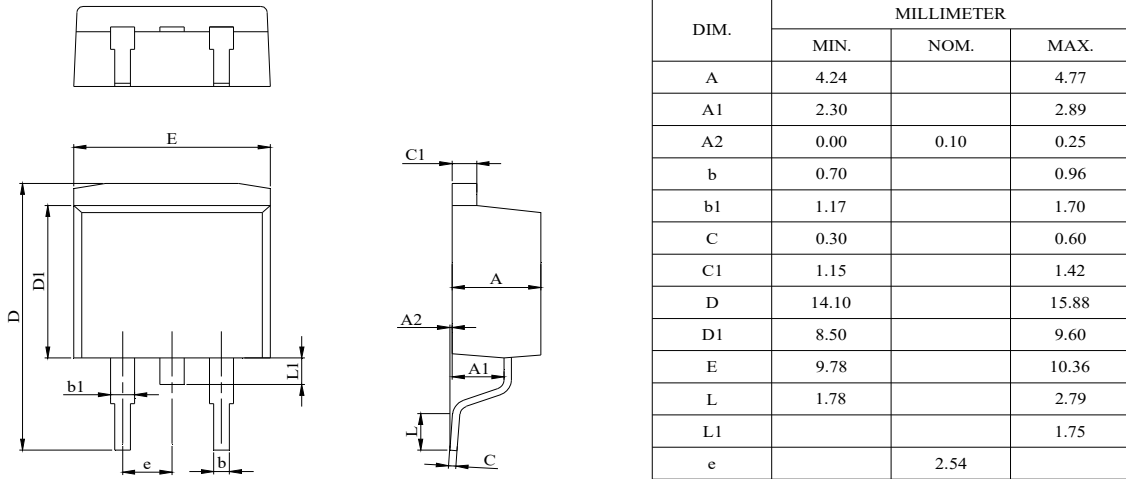 E
D
D1
L1
b1
e
b
C1
A
A2
A1
L
C
DIM. MILLIMETER
MIN. NOM. MAX.
A 4.24 4.77
A1 2.30 2.89
A2 0.00 0.10 0.25
b 0.70 0.96
b1 1.17 1.70
C 0.30 0.60
C1 1.15 1.42
D 14.10 15.88
D1 8.50 9.60
E 9.78 10.36
L 1.78 2.79
L1 1.75
e 2.54